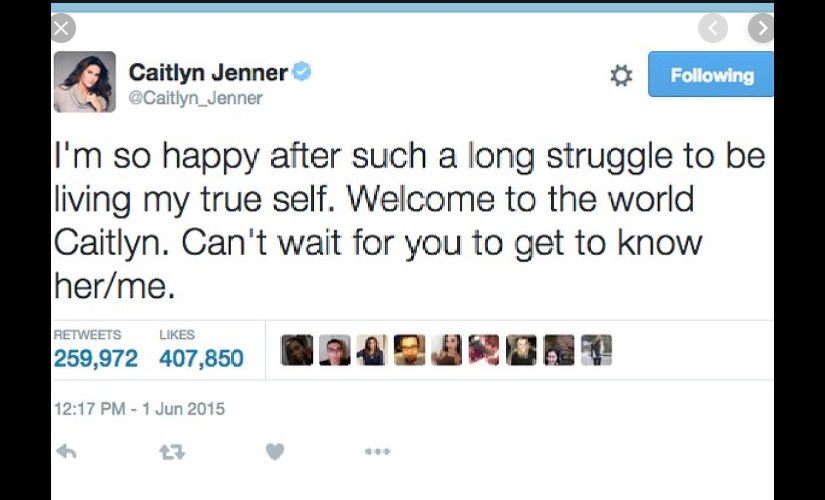 Caitlyn Jenner
@Caitlyn_Jenner
Following
I'm so happy after such a long struggle to be
living my true self. Welcome to the world
Caitlyn. Can't wait for you to get to know
her/me.
RETWEETS LIKES
259,972 407,850
12:17 PM - 1 Jun 2015